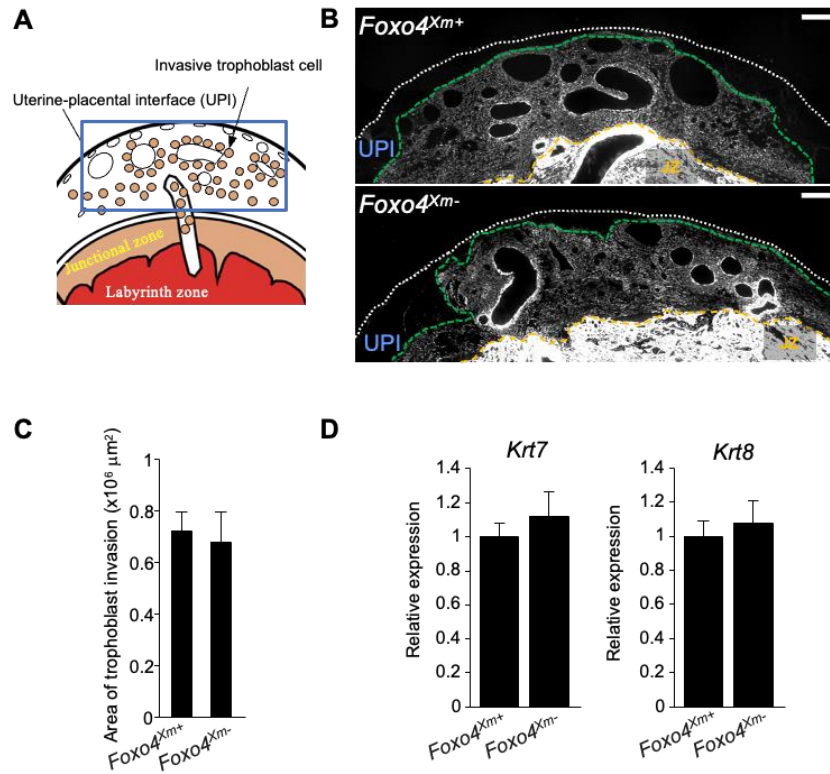 A
Invasive trophoblast cell
Uterine-placental interface (UPI)
Junctional zone
Labyrinth zone
B
Foxo4Xm+
UPI
JZ
Foxo4Xm-
UPI
JZ
C
Area of trophoblast invasion (x10⁶ µm²)
1
0.8
0.6
0.4
0.2
0
Foxo4Xm+
Foxo4Xm-
D
Krt7
Relative expression
1.4
1.2
1
0.8
0.6
0.4
0.2
0
Foxo4Xm+
Foxo4Xm-
Krt8
Relative expression
1.4
1.2
1
0.8
0.6
0.4
0.2
0
Foxo4Xm+
Foxo4Xm-